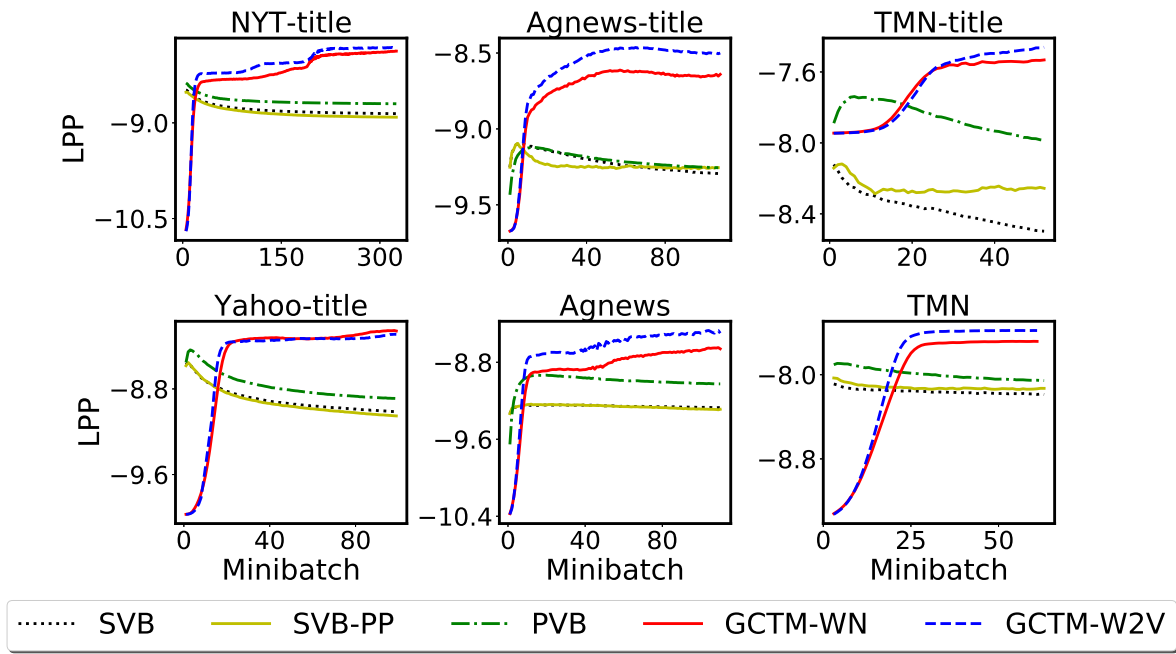 NYT-title Agnews-title TMN-title
LPP
−9.0
−10.5
0 150 300
−8.5
−9.0
−9.5
0 40 80
−7.6
−8.0
−8.4
0 20 40
Yahoo-title Agnews TMN
LPP
−8.8
−9.6
0 40 80
Minibatch
−8.8
−9.6
−10.4
0 40 80
Minibatch
−8.0
−8.8
0 25 50
Minibatch
SVB SVB-PP PVB GCTM-WN GCTM-W2V